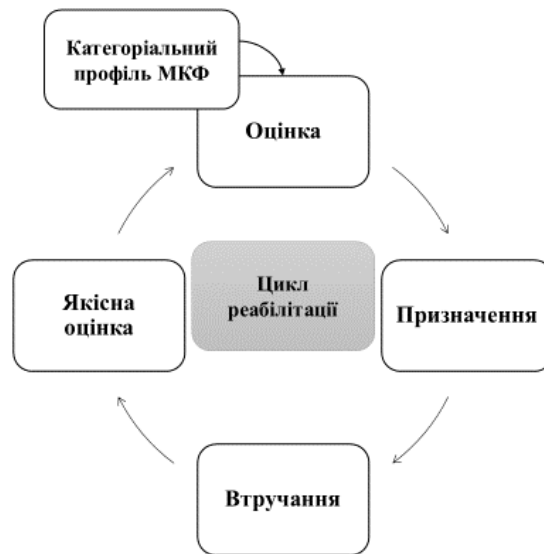 Категоріальний
профіль МКФ
Оцінка
Цикл
реабілітації
Якісна
оцінка
Призначення
Втручання